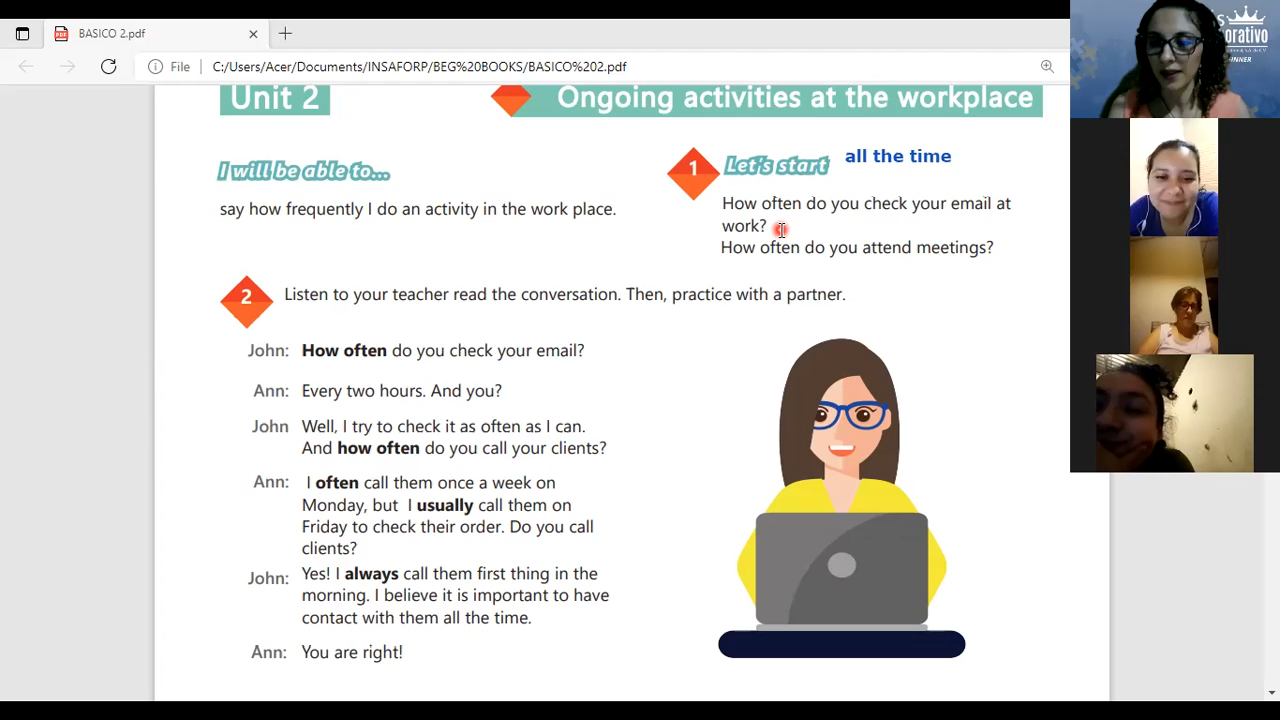 BASICO 2.pdf
File
C:/Users/Acer/Documents/INSAFORP/BEG%20BOOKS/BASICO%202.pdf
Unit 2
Ongoing activities at the workplace
I will be able to...
say how frequently I do an activity in the work place.
1
Let's start
all the time
How often do you check your email at
work?
How often do you attend meetings?
2
Listen to your teacher read the conversation. Then, practice with a partner.
John: How often do you check your email?
Ann: Every two hours. And you?
John Well, I try to check it as often as I can.
And how often do you call your clients?
Ann: I often call them once a week on
Monday, but I usually call them on
Friday to check their order. Do you call
clients?
John: Yes! I always call them first thing in the
morning. I believe it is important to have
contact with them all the time.
Ann: You are right!